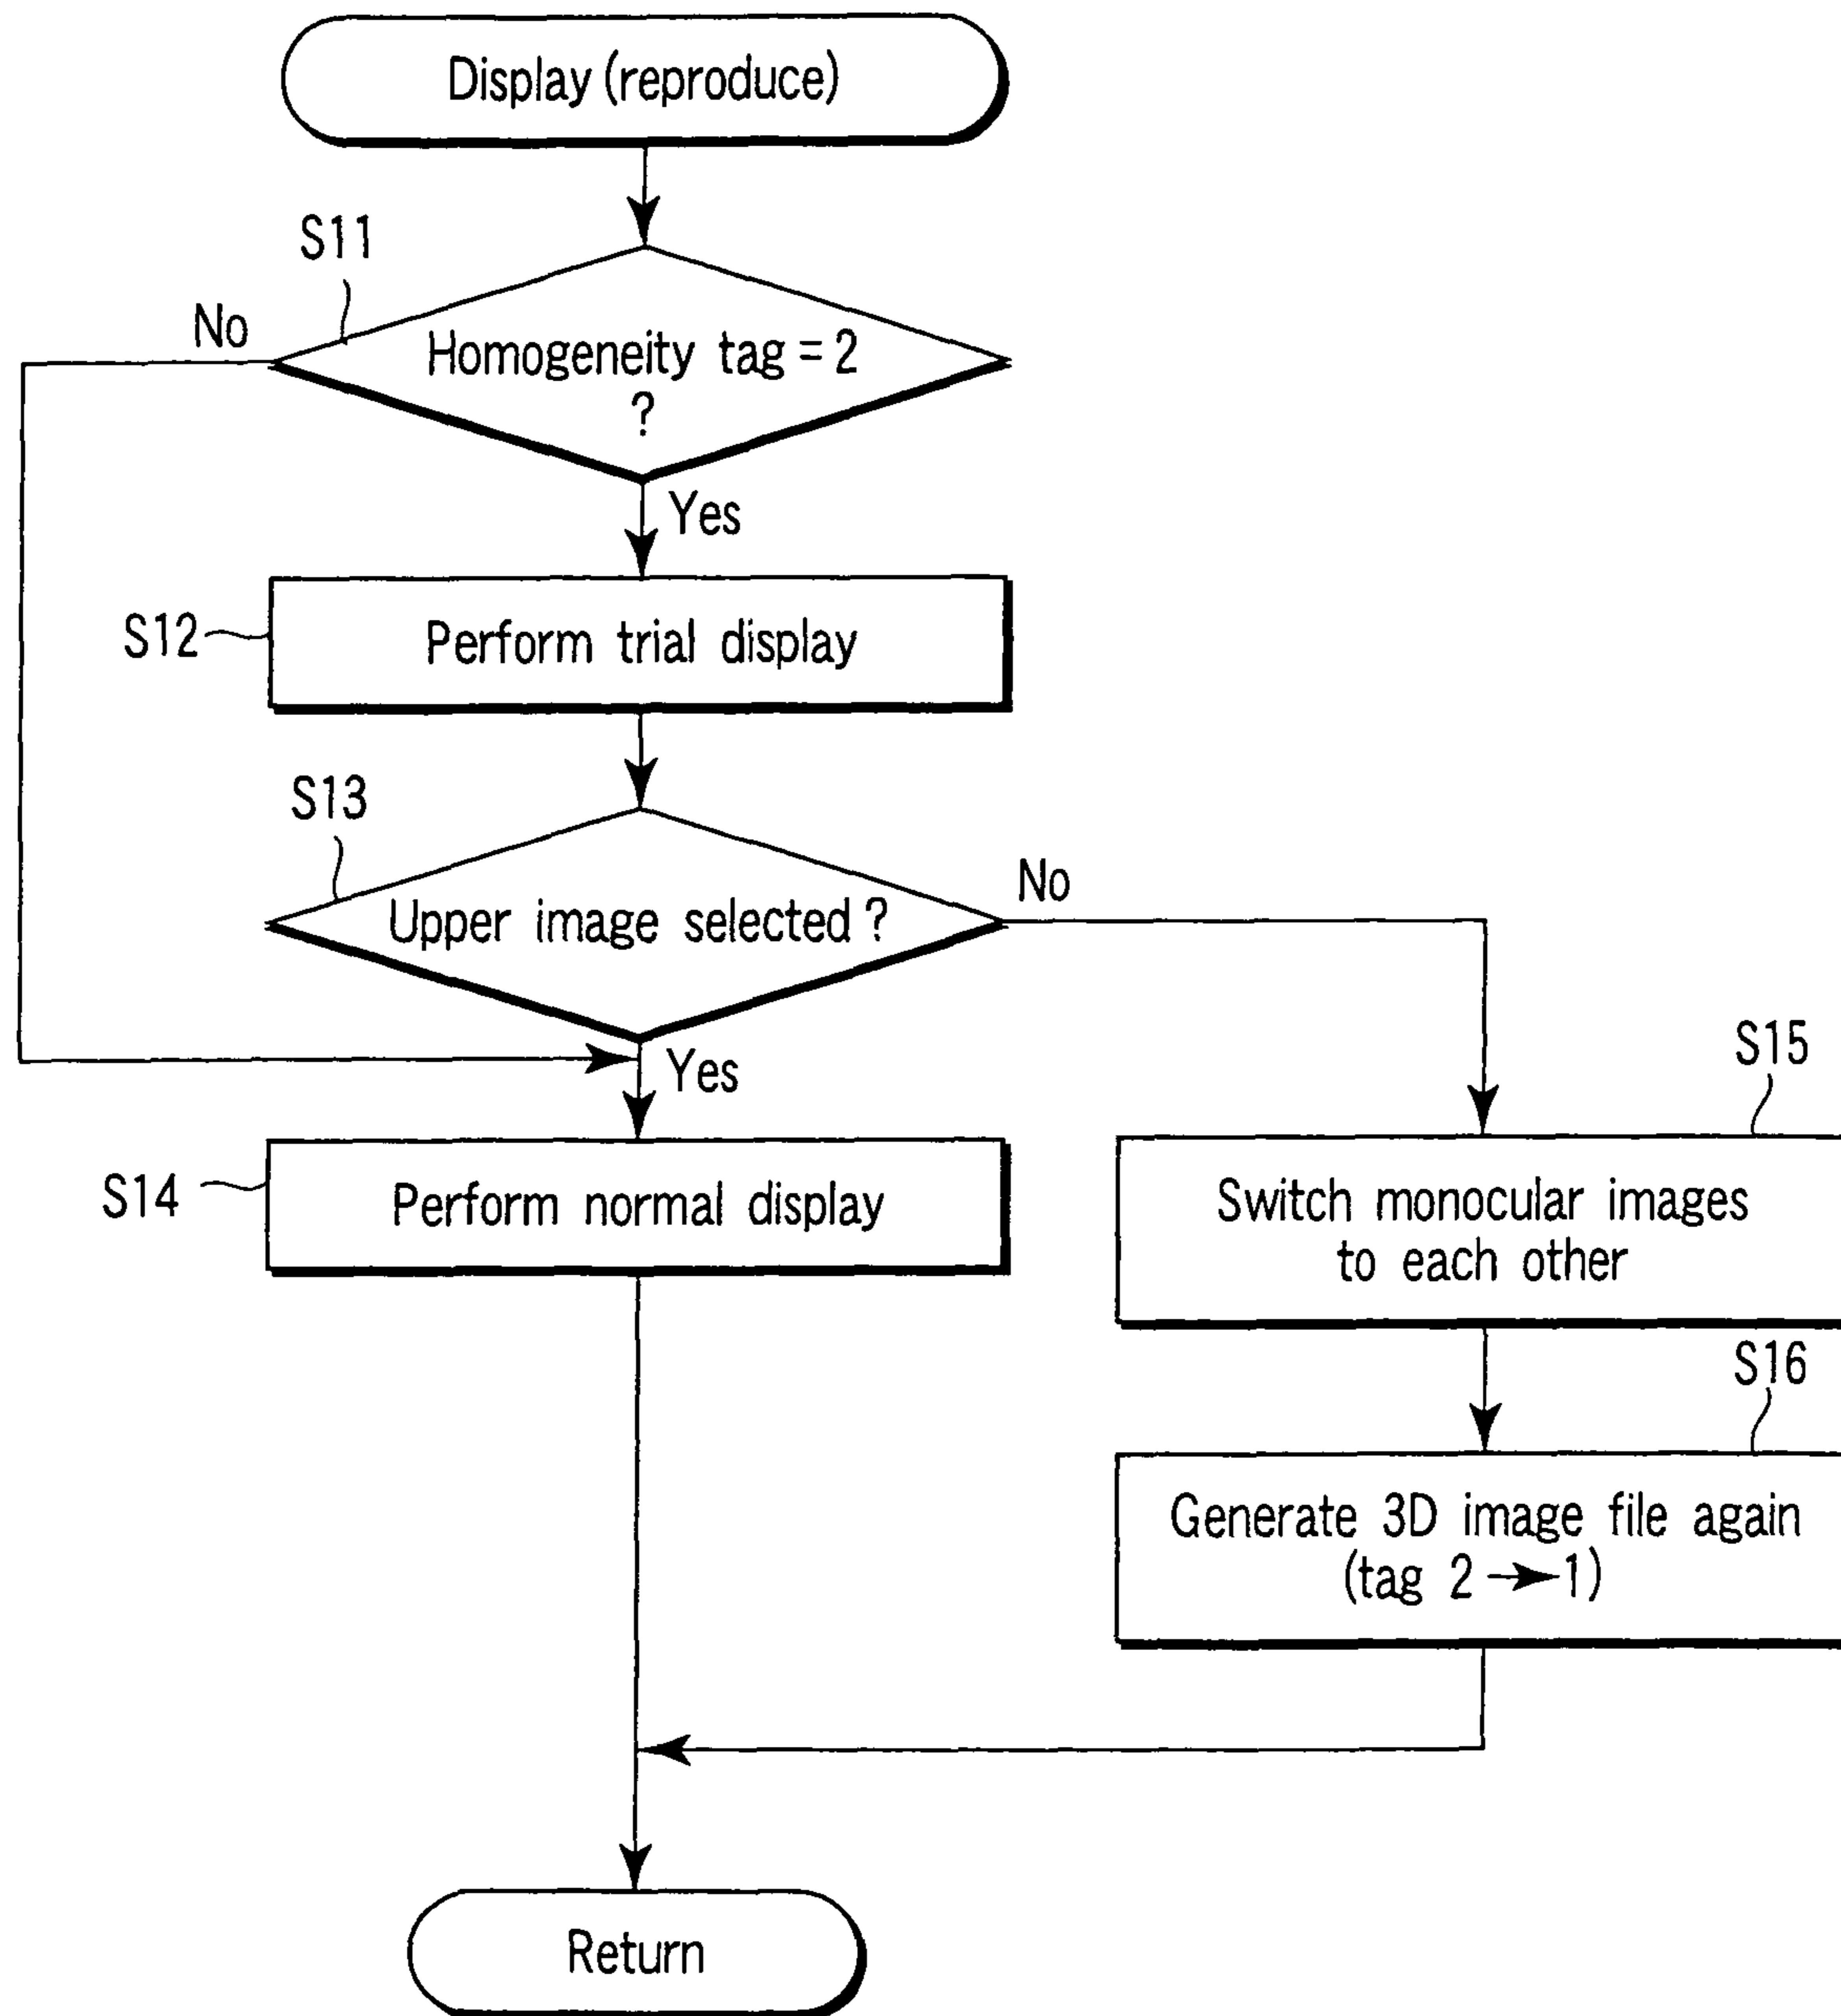 Display (reproduce)
S11
No
Homogeneity tag = 2
?
Yes
S12
Perform trial display
S13
No
Upper image selected ?
Yes
S14
Perform normal display
S15
Switch monocular images
to each other
S16
Generate 3D image file again
(tag 2 → 1)
Return